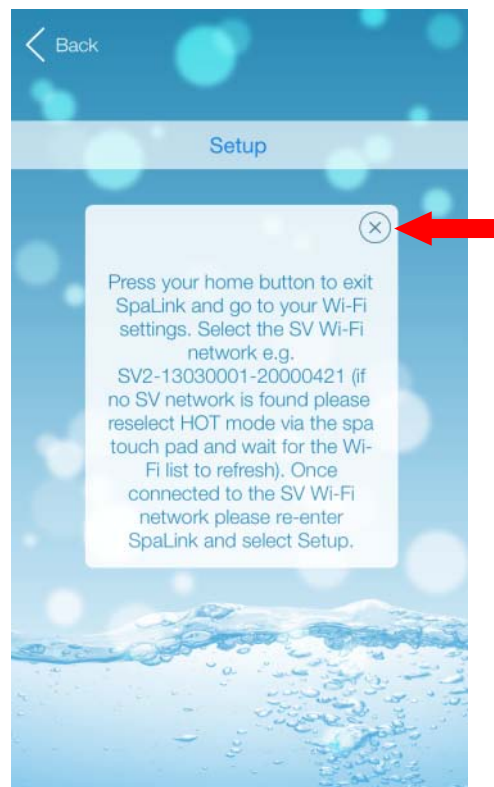 Back
Setup
Press your home button to exit
SpaLink and go to your Wi-Fi
settings. Select the SV Wi-Fi
network e.g.
SV2-13030001-20000421 (if
no SV network is found please
reselect HOT mode via the spa
touch pad and wait for the Wi-
Fi list to refresh). Once
connected to the SV Wi-Fi
network please re-enter
SpaLink and select Setup.